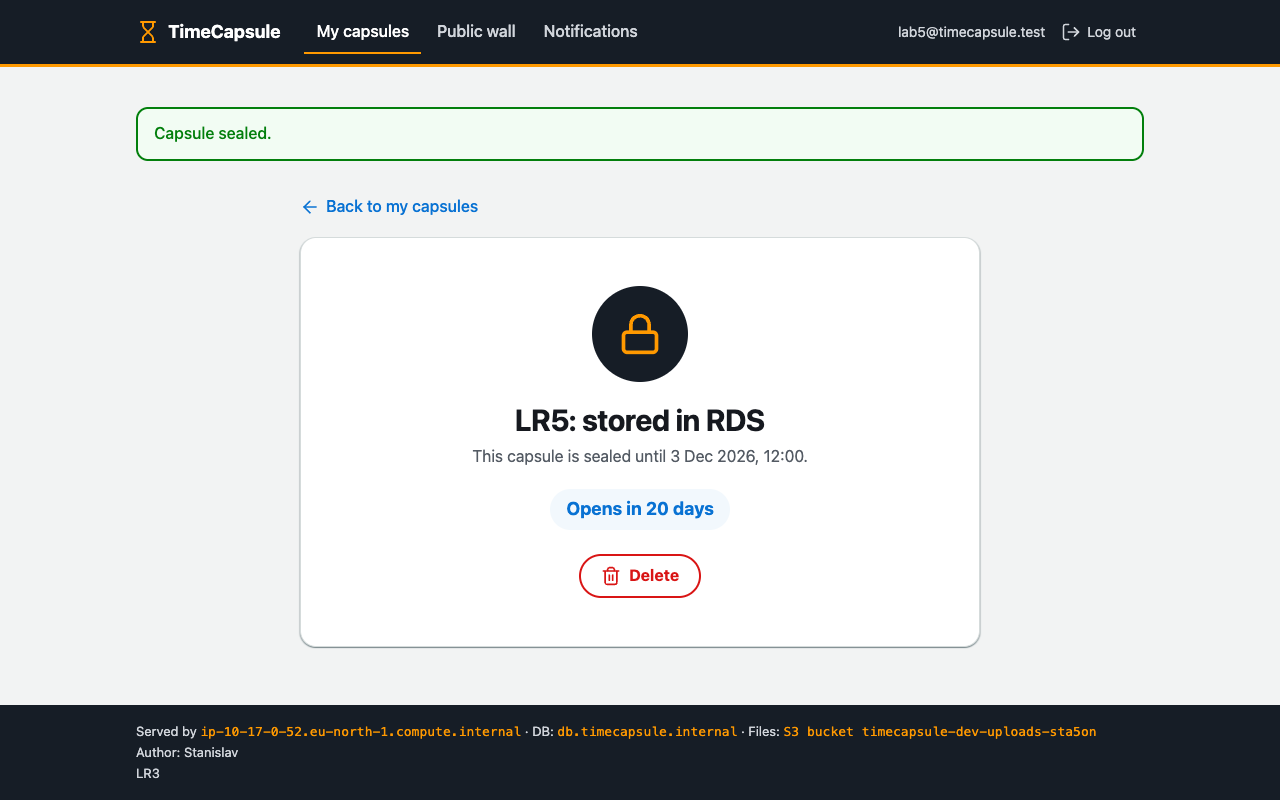 TimeCapsule My capsules Public wall Notifications lab5@timecapsule.test Log out
Capsule sealed.
Back to my capsules
LR5: stored in RDS
This capsule is sealed until 3 Dec 2026, 12:00.
Opens in 20 days
Delete
Served by ip-10-17-0-52.eu-north-1.compute.internal · DB: db.timecapsule.internal · Files: S3 bucket timecapsule-dev-uploads-sta5on
Author: Stanislav
LR3